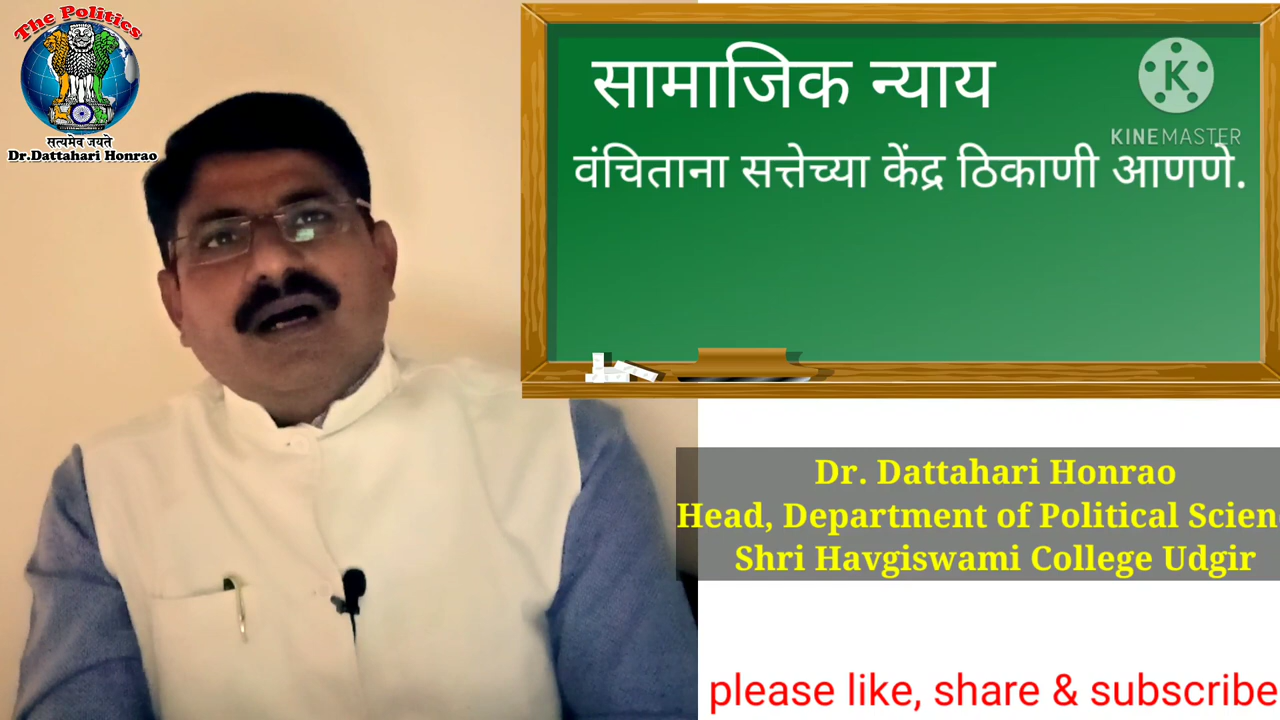 The Politics
सत्यमेव जयते
Dr.Dattahari Honrao
सामाजिक न्याय
KINEMASTER
वंचिताना सत्तेच्या केंद्र ठिकाणी आणणे.
Dr. Dattahari Honrao
Head, Department of Political Scien
Shri Havgiswami College Udgir
please like, share & subscribe